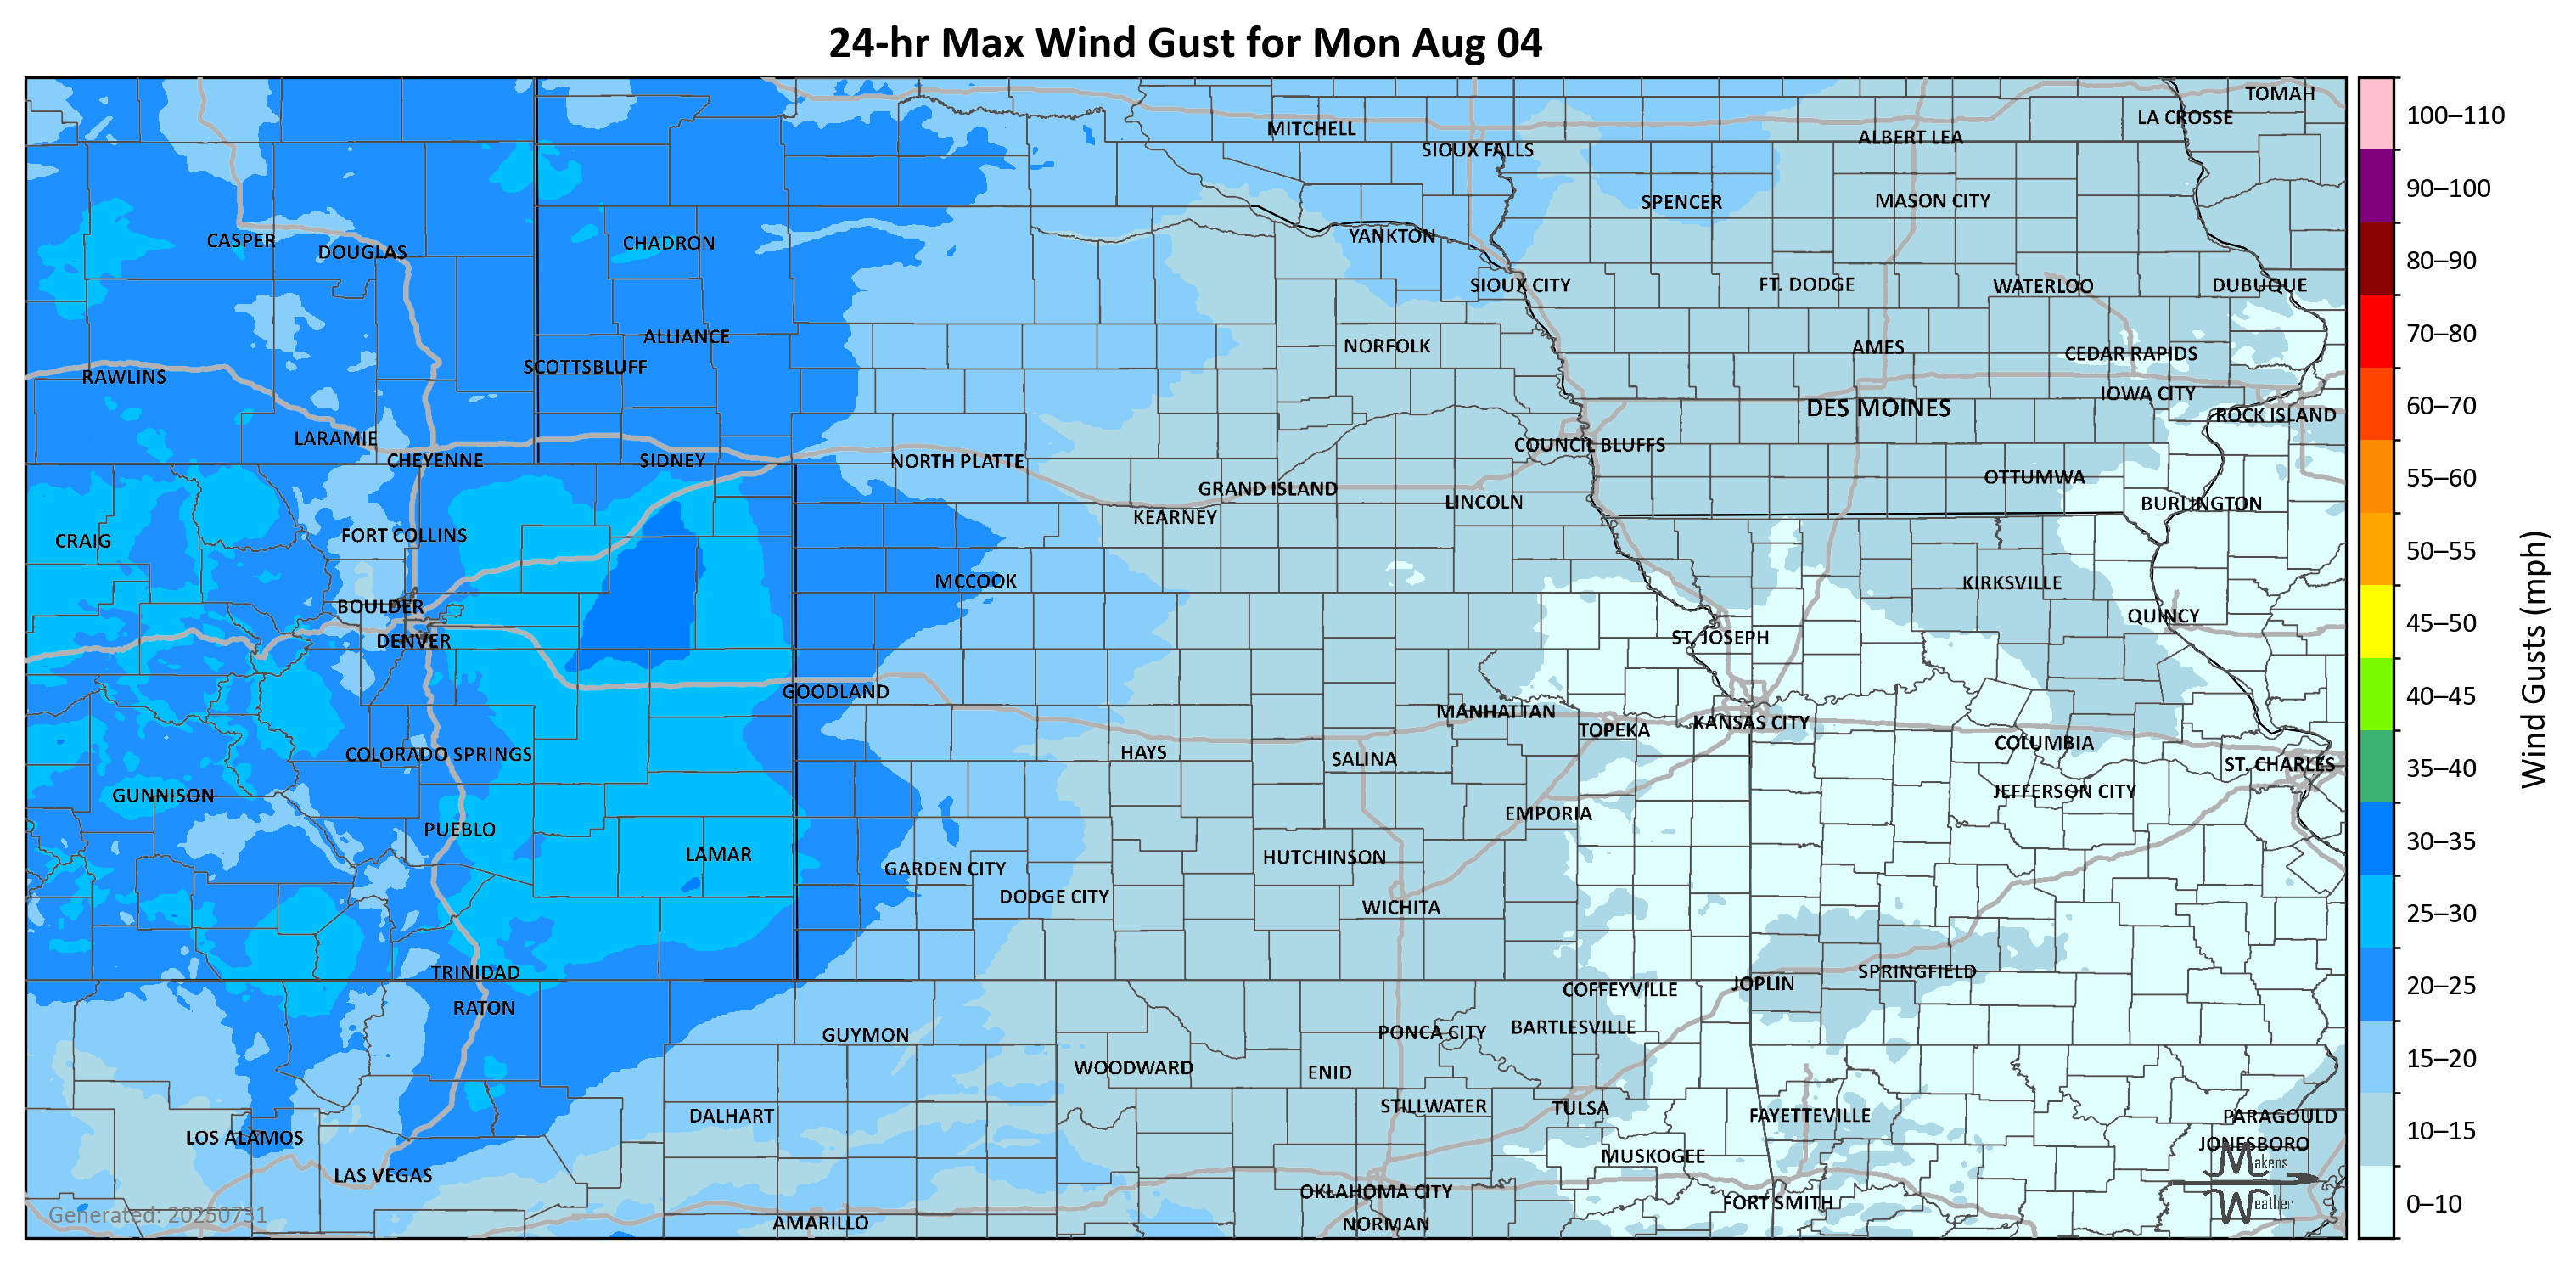 24-hr Max Wind Gust for Mon Aug 04
TOMAH
LA CROSSE
MITCHELL
ALBERT LEA
SIOUX FALLS
SPENCER
MASON CITY
CASPER
DOUGLAS
CHADRON
YANKTON
SIOUX CITY
FT. DODGE
WATERLOO
DUBUQUE
ALLIANCE
NORFOLK
AMES
CEDAR RAPIDS
SCOTTSBLUFF
RAWLINS
IOWA CITY
DES MOINES
ROCK ISLAND
LARAMIE
COUNCIL BLUFFS
CHEYENNE
SIDNEY
NORTH PLATTE
OTTUMWA
GRAND ISLAND
LINCOLN
BURLINGTON
KEARNEY
FORT COLLINS
CRAIG
MCCOOK
KIRKSVILLE
BOULDER
QUINCY
DENVER
ST. JOSEPH
GOODLAND
MANHATTAN
TOPEKA
KANSAS CITY
COLUMBIA
COLORADO SPRINGS
HAYS
SALINA
ST. CHARLES
GUNNISON
JEFFERSON CITY
EMPORIA
PUEBLO
LAMAR
HUTCHINSON
GARDEN CITY
DODGE CITY
WICHITA
TRINIDAD
SPRINGFIELD
JOPLIN
COFFEYVILLE
RATON
GUYMON
PONCA CITY
BARTLESVILLE
WOODWARD
ENID
DALHART
STILLWATER
TULSA
FAYETTEVILLE
PARAGOULD
LOS ALAMOS
JONESBORO
MUSKOGEE
LAS VEGAS
OKLAHOMA CITY
FORT SMITH
AMARILLO
NORMAN
Generated: 20250731
Makens
Weather
100–110
90–100
80–90
70–80
60–70
55–60
50–55
45–50
40–45
35–40
30–35
25–30
20–25
15–20
10–15
0–10
Wind Gusts (mph)